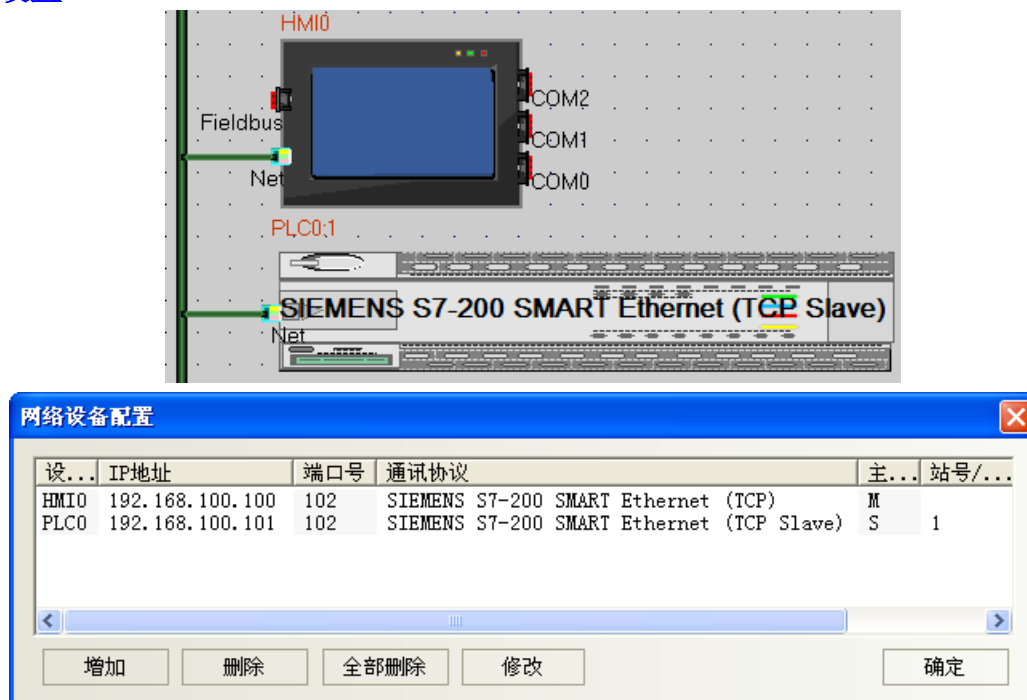 HMI0
COM2
Fieldbus
COM1
Net
COM0
PLC0:1
SIEMENS S7-200 SMART Ethernet (TCP Slave)
Net
网络设备配置
设... IP地址 端口号 通讯协议 主... 站号/...
HMI0 192.168.100.100 102 SIEMENS S7-200 SMART Ethernet (TCP) M
PLC0 192.168.100.101 102 SIEMENS S7-200 SMART Ethernet (TCP Slave) S 1
增加 删除 全部删除 修改 确定